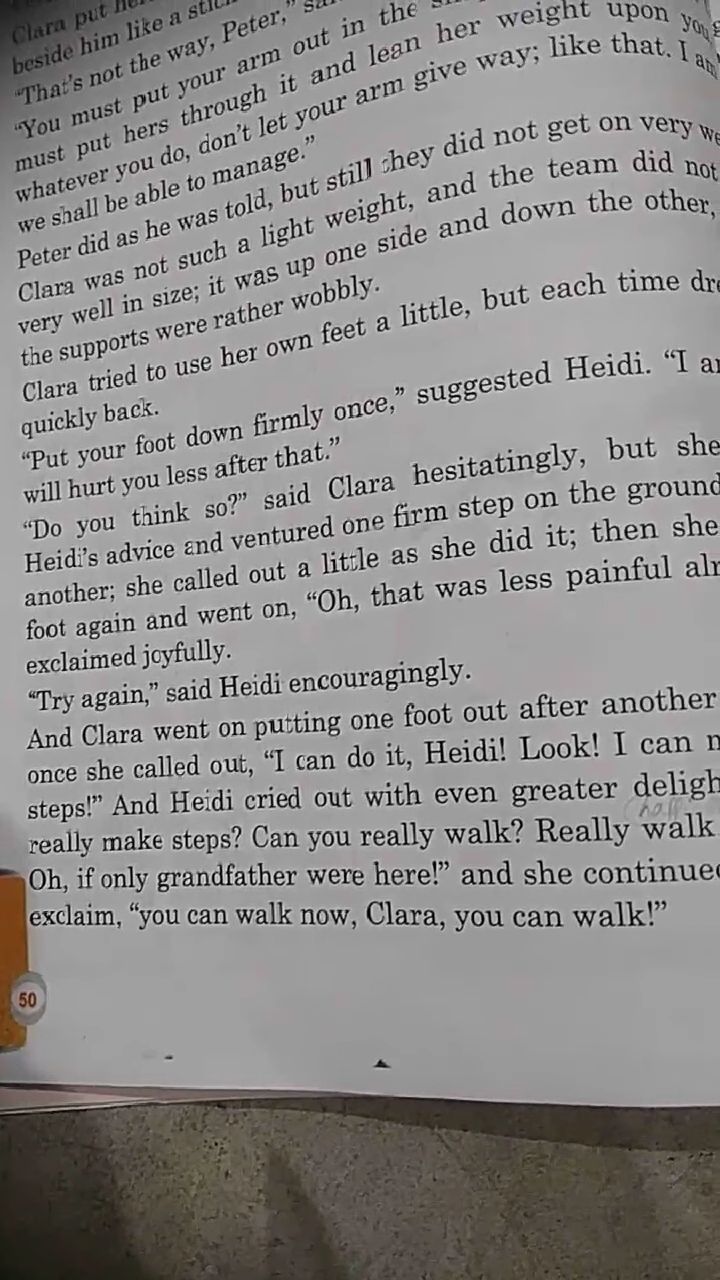 Clara put
beside him like a
"That's not the way, Peter,"
"You must put your arm out in the
must put hers through it and lean her weight upon
whatever you do, don't let your arm give way; like that. I am
we shall be able to manage."
Peter did as he was told, but still they did not get on very
Clara was not such a light weight, and the team did not
very well in size; it was up one side and down the other,
the supports were rather wobbly.
Clara tried to use her own feet a little, but each time
quickly back.
"Put your foot down firmly once," suggested Heidi. "I
will hurt you less after that."
"Do you think so?" said Clara hesitatingly, but she
Heidi's advice and ventured one firm step on the ground
another; she called out a little as she did it; then she
foot again and went on, "Oh, that was less painful
exclaimed joyfully.
"Try again," said Heidi encouragingly.
And Clara went on putting one foot out after another
once she called out, "I can do it, Heidi! Look! I can
steps!" And Heidi cried out with even greater
really make steps? Can you really walk? Really walk
Oh, if only grandfather were here!" and she
exclaim, "you can walk now, Clara, you can walk!"
50